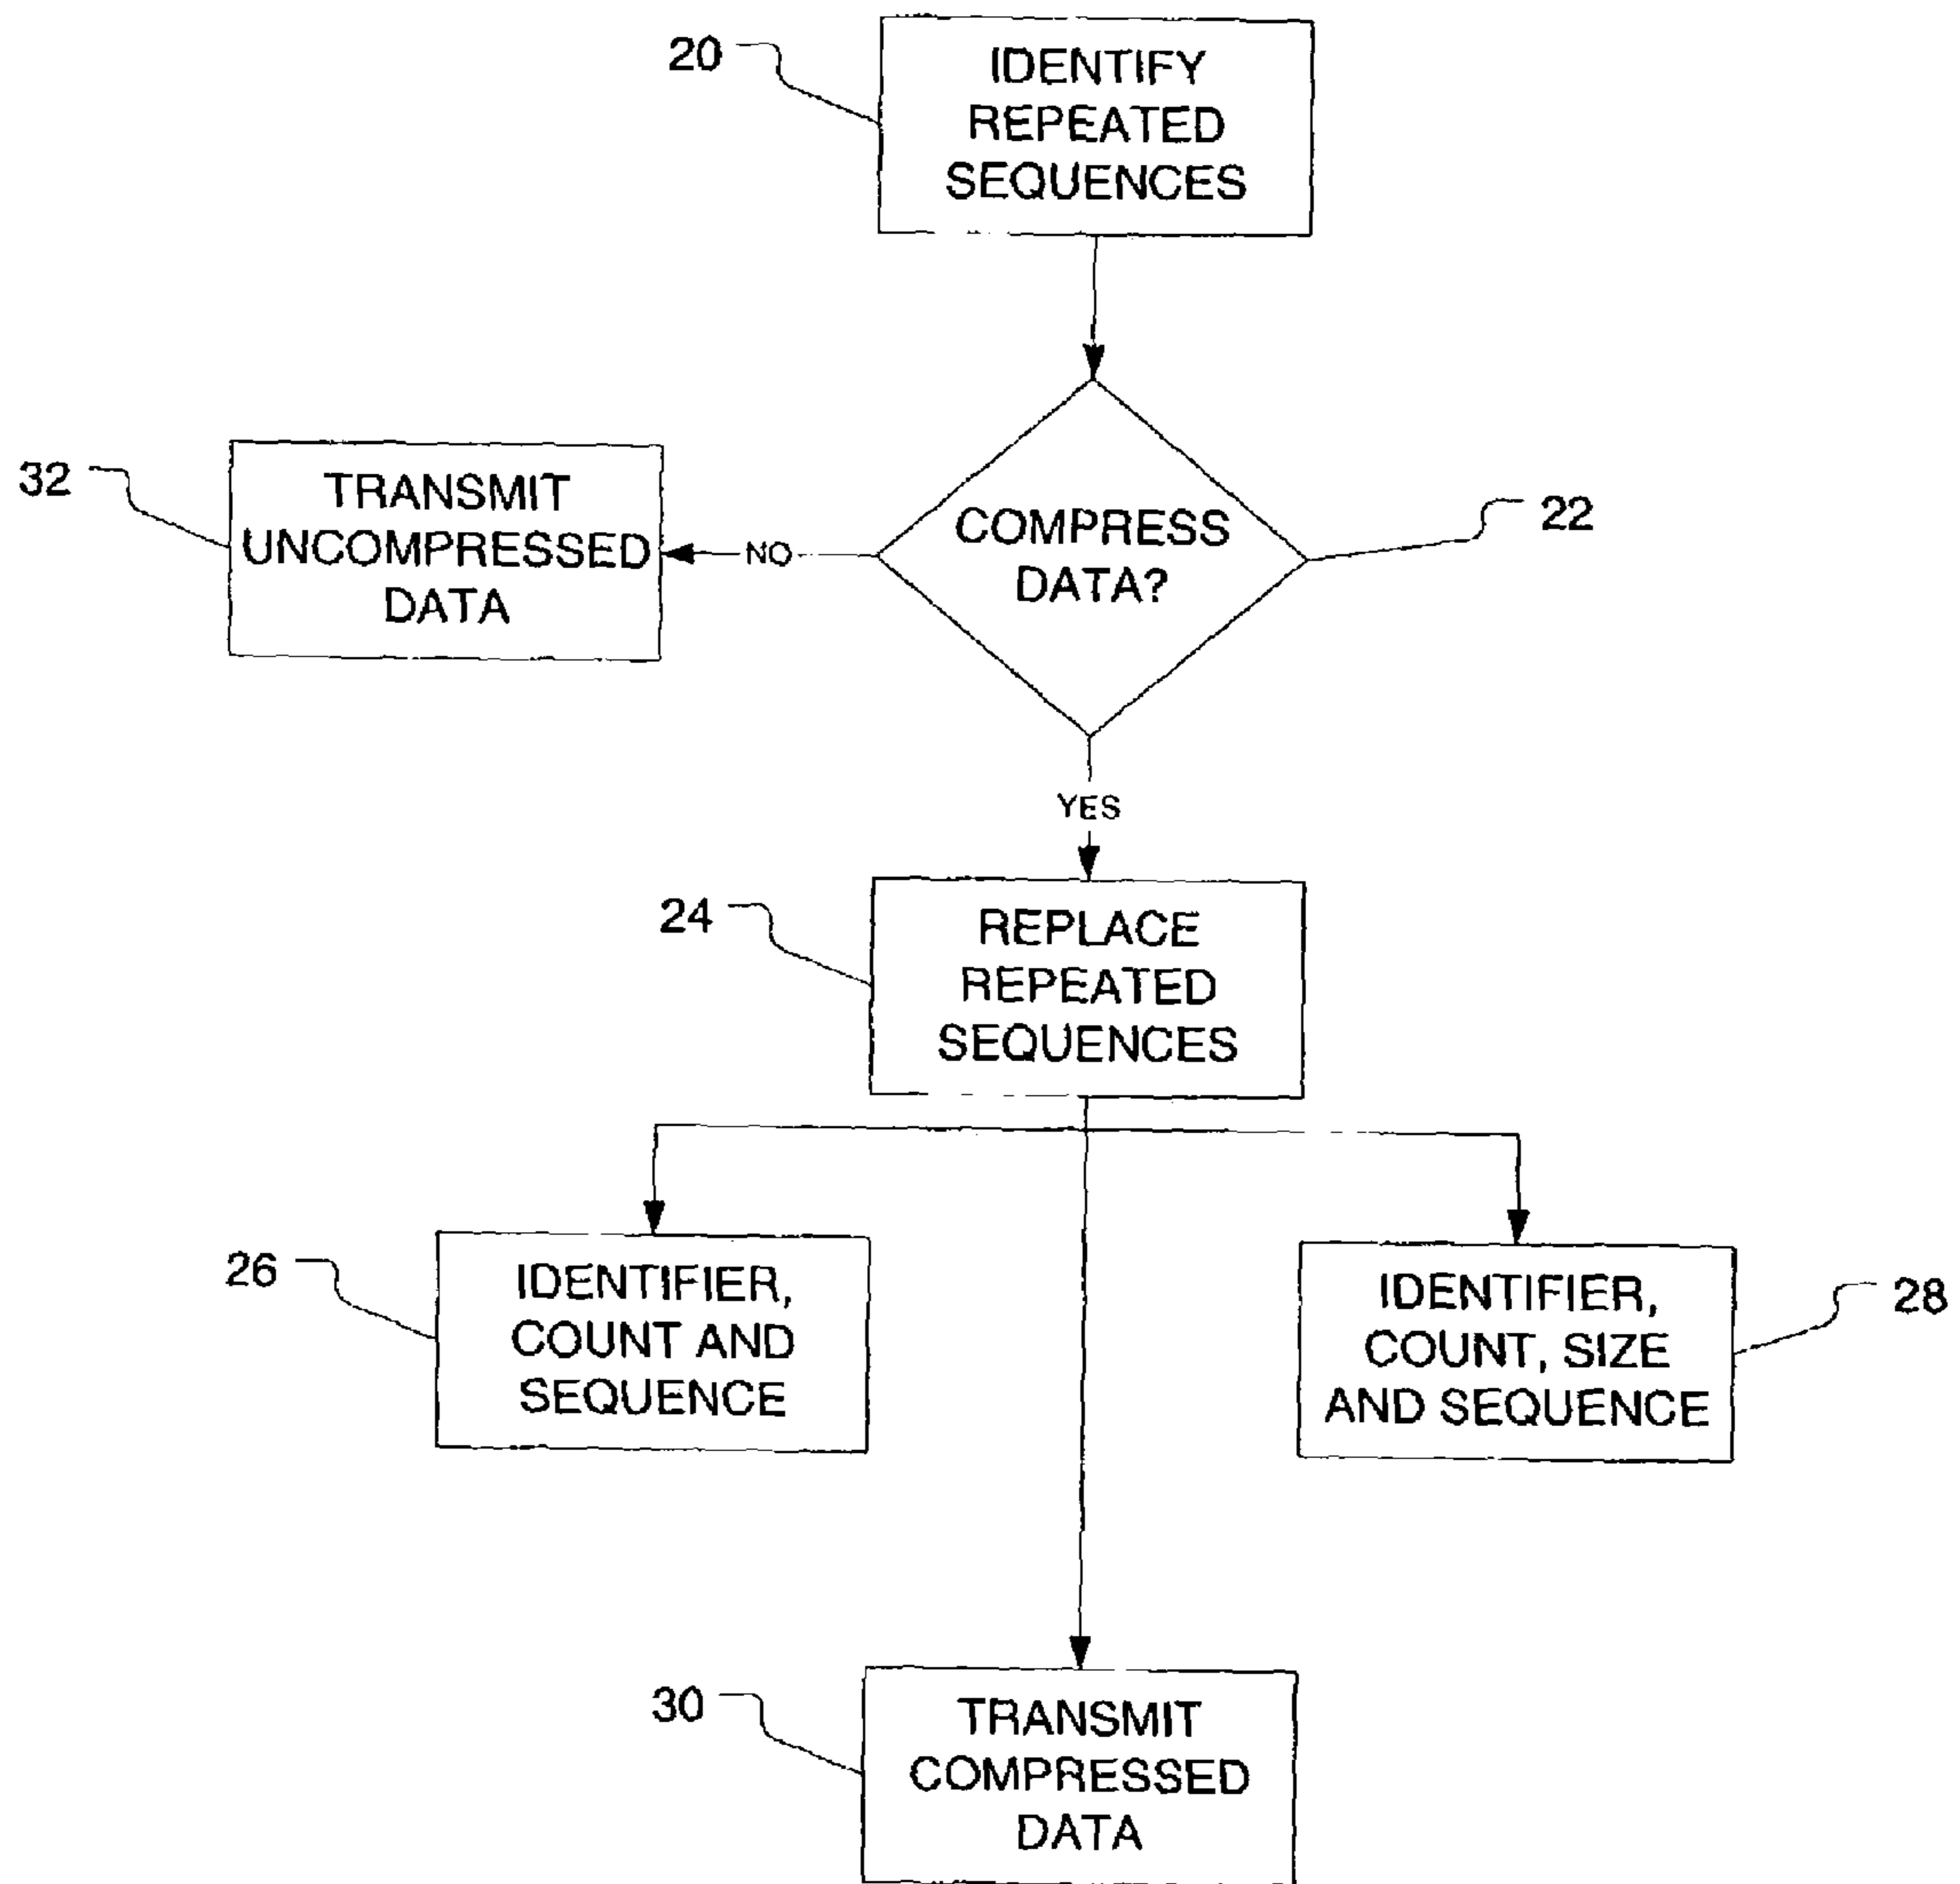 20
IDENTIFY
REPEATED
SEQUENCES
32
TRANSMIT
UNCOMPRESSED
DATA
NO
COMPRESS
DATA?
22
YES
24
REPLACE
REPEATED
SEQUENCES
26
IDENTIFIER,
COUNT AND
SEQUENCE
IDENTIFIER,
COUNT, SIZE
AND SEQUENCE
28
30
TRANSMIT
COMPRESSED
DATA